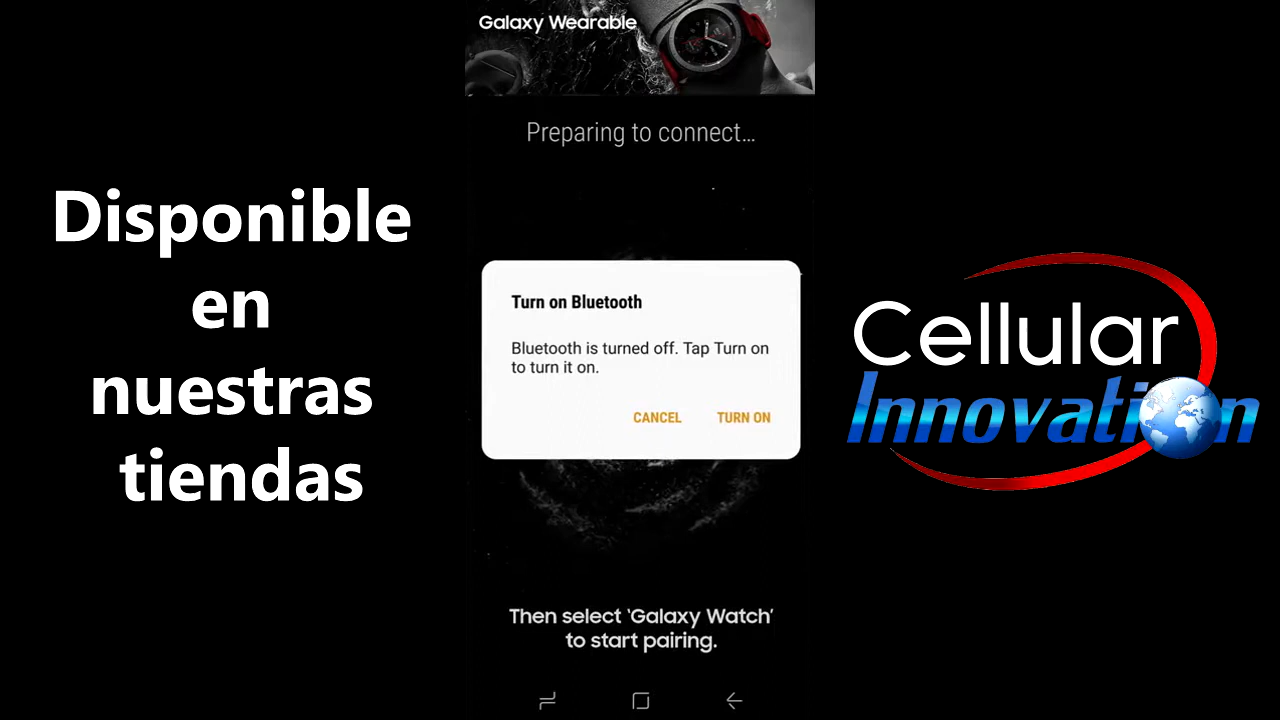 Disponible
en
nuestras
tiendas
Galaxy Wearable
Preparing to connect...
Turn on Bluetooth
Bluetooth is turned off. Tap Turn on
to turn it on.
CANCEL TURN ON
Then select ‘Galaxy Watch’
to start pairing.
Cellular
Innovation